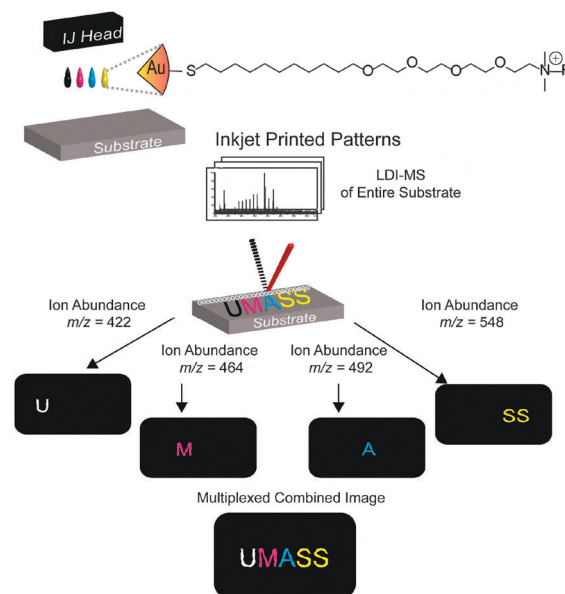 IJ Head
Au
S
O
O
O
O
N
+
R
Substrate
Inkjet Printed Patterns
LDI-MS
of Entire Substrate
UMASS
Substrate
Ion Abundance
m/z = 422
Ion Abundance
m/z = 464
Ion Abundance
m/z = 492
Ion Abundance
m/z = 548
U
M
A
SS
Multiplexed Combined Image
UMASS